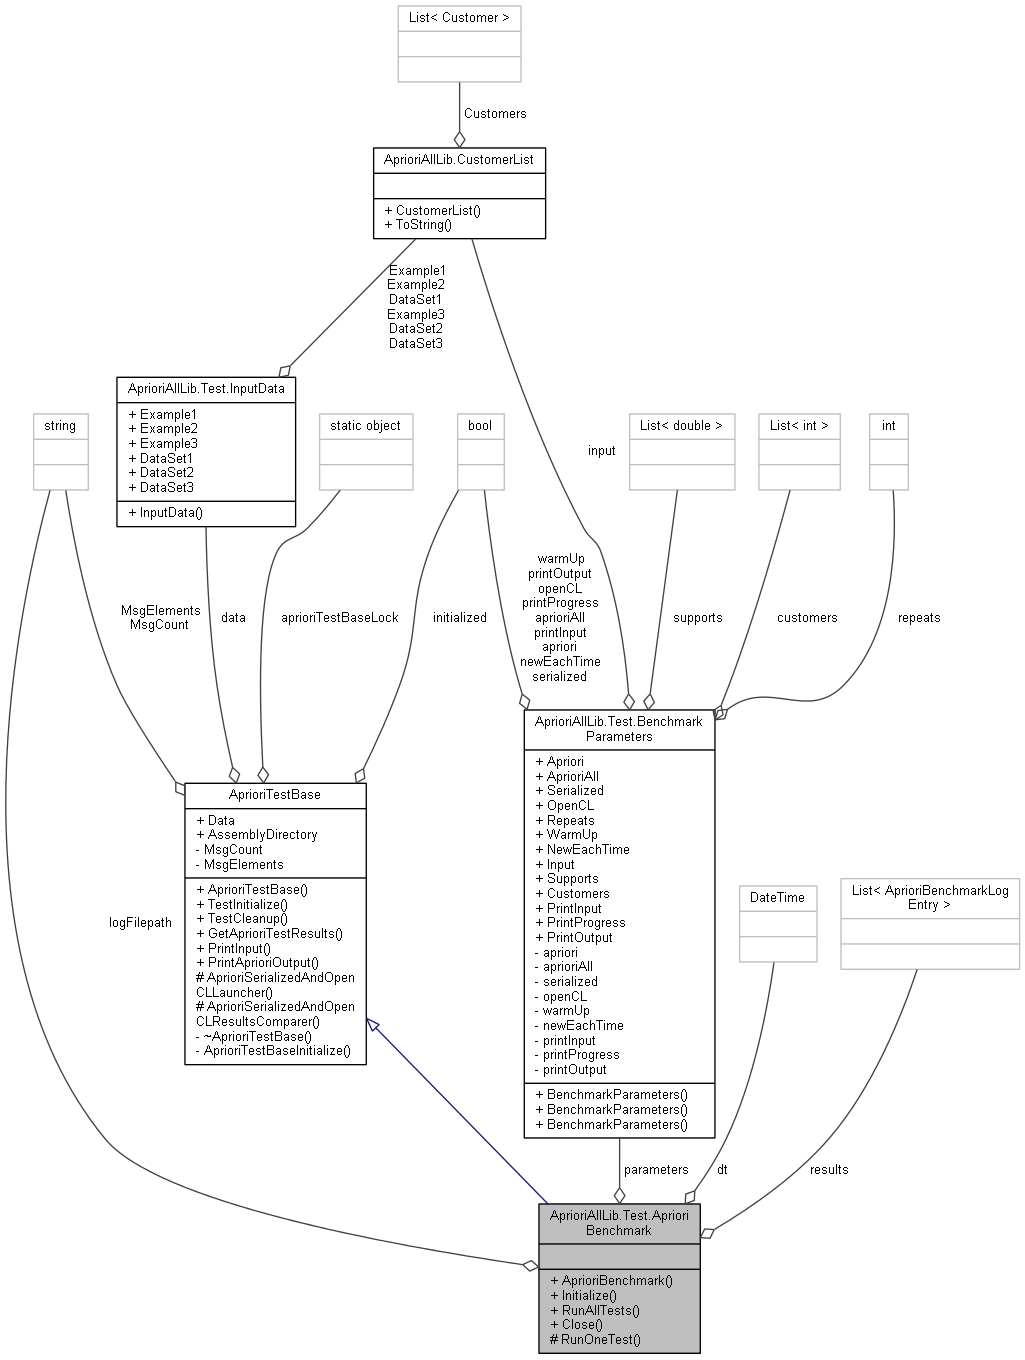 List< Customer >
Customers
AprioriAllLib.CustomerList
+ CustomerList()
+ ToString()
Example1
Example2
DataSet1
Example3
DataSet2
DataSet3
AprioriAllLib.Test.InputData
+ Example1
+ Example2
+ Example3
+ DataSet1
+ DataSet2
+ DataSet3
+ InputData()
string
static object
bool
List< double >
List< int >
int
input
warmUp
printOutput
openCL
printProgress
aprioriAll
printInput
apriori
newEachTime
serialized
MsgElements
MsgCount
data
aprioriTestBaseLock
initialized
supports
customers
repeats
AprioriAllLib.Test.Benchmark
Parameters
+ Apriori
+ AprioriAll
+ Serialized
+ OpenCL
+ Repeats
+ WarmUp
+ NewEachTime
+ Input
+ Supports
+ Customers
+ PrintInput
+ PrintProgress
+ PrintOutput
- apriori
- aprioriAll
- serialized
- openCL
- warmUp
- newEachTime
- printInput
- printProgress
- printOutput
+ BenchmarkParameters()
+ BenchmarkParameters()
+ BenchmarkParameters()
AprioriTestBase
+ Data
+ AssemblyDirectory
- MsgCount
- MsgElements
+ AprioriTestBase()
+ TestInitialize()
+ TestCleanup()
+ GetAprioriTestResults()
+ PrintInput()
+ PrintAprioriOutput()
# AprioriSerializedAndOpen
CLLauncher()
# AprioriSerializedAndOpen
CLResultsComparer()
- ~AprioriTestBase()
- AprioriTestBaseInitialize()
logFilepath
DateTime
List< AprioriBenchmarkLog
Entry >
parameters
dt
results
AprioriAllLib.Test.Apriori
Benchmark
+ AprioriBenchmark()
+ Initialize()
+ RunAllTests()
+ Close()
# RunOneTest()